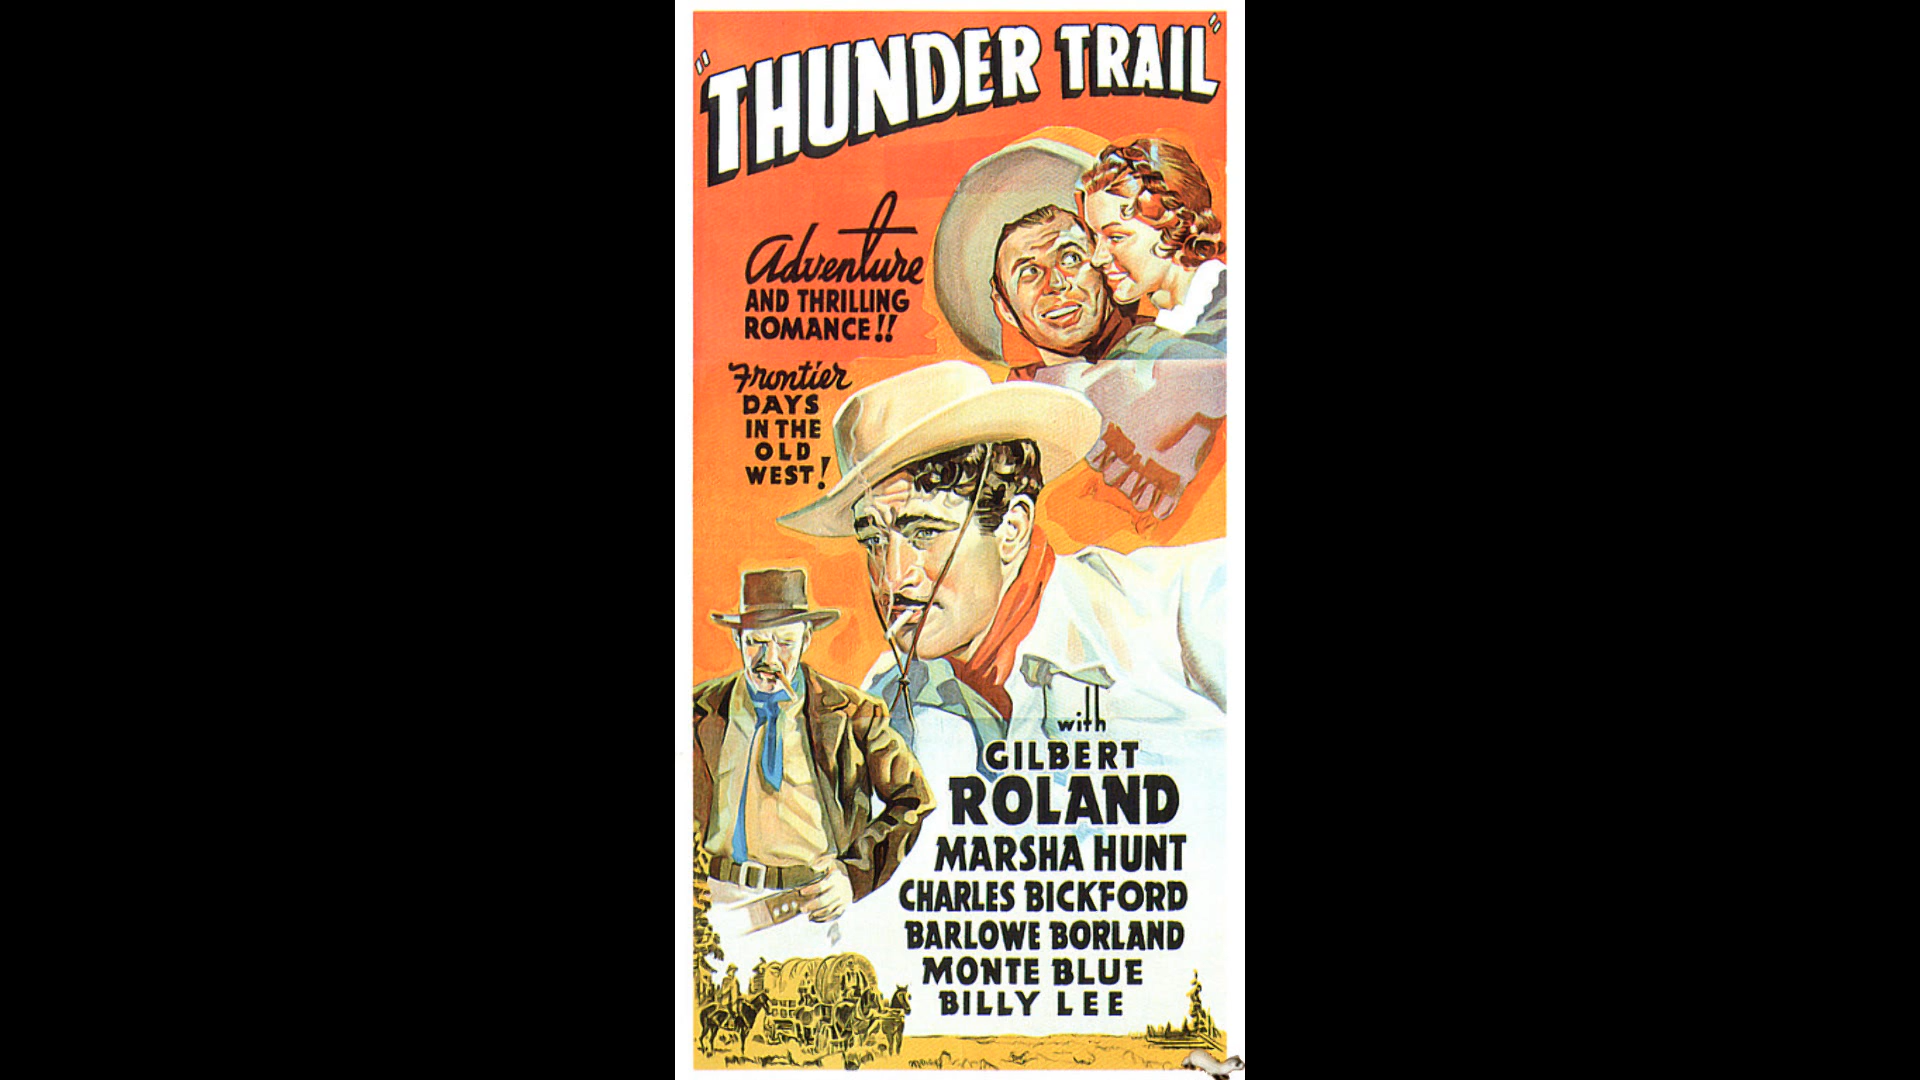 "THUNDER TRAIL"
Adventure
AND THRILLING
ROMANCE!!
Frontier
DAYS
IN THE
OLD
WEST!
with
GILBERT
ROLAND
MARSHA HUNT
CHARLES BICKFORD
BARLOWE BORLAND
MONTE BLUE
BILLY LEE